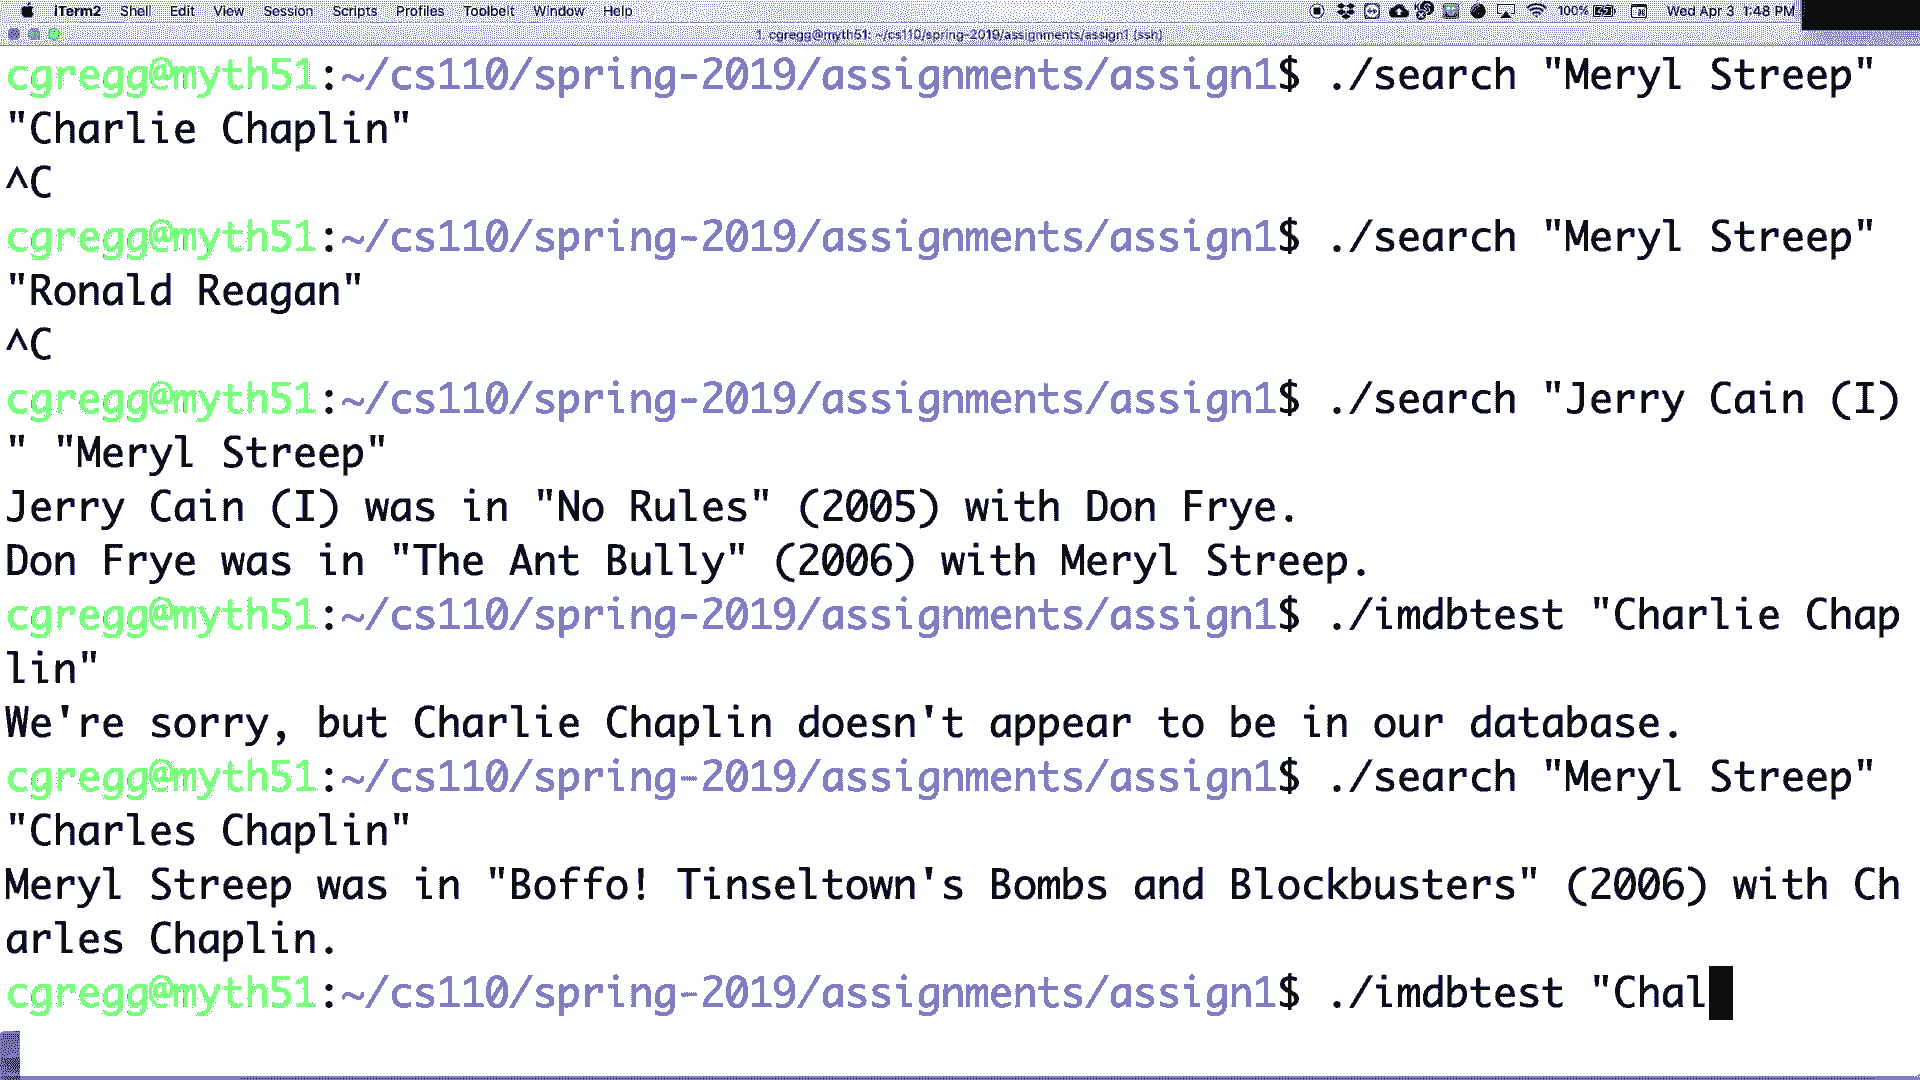 iTerm2 Shell Edit View Session Scripts Profiles Toolbelt Window Help 100% Wed Apr 3 1:48 PM
1. cgregg@myth51: ~/cs110/spring-2019/assignments/assign1 (ssh)
cgregg@myth51:~/cs110/spring-2019/assignments/assign1$ ./search "Meryl Streep"
"Charlie Chaplin"
^C
cgregg@myth51:~/cs110/spring-2019/assignments/assign1$ ./search "Meryl Streep"
"Ronald Reagan"
^C
cgregg@myth51:~/cs110/spring-2019/assignments/assign1$ ./search "Jerry Cain (I)
" "Meryl Streep"
Jerry Cain (I) was in "No Rules" (2005) with Don Frye.
Don Frye was in "The Ant Bully" (2006) with Meryl Streep.
cgregg@myth51:~/cs110/spring-2019/assignments/assign1$ ./imdbtest "Charlie Chap
lin"
We're sorry, but Charlie Chaplin doesn't appear to be in our database.
cgregg@myth51:~/cs110/spring-2019/assignments/assign1$ ./search "Meryl Streep"
"Charles Chaplin"
Meryl Streep was in "Boffo! Tinseltown's Bombs and Blockbusters" (2006) with Ch
arles Chaplin.
cgregg@myth51:~/cs110/spring-2019/assignments/assign1$ ./imdbtest "Chal